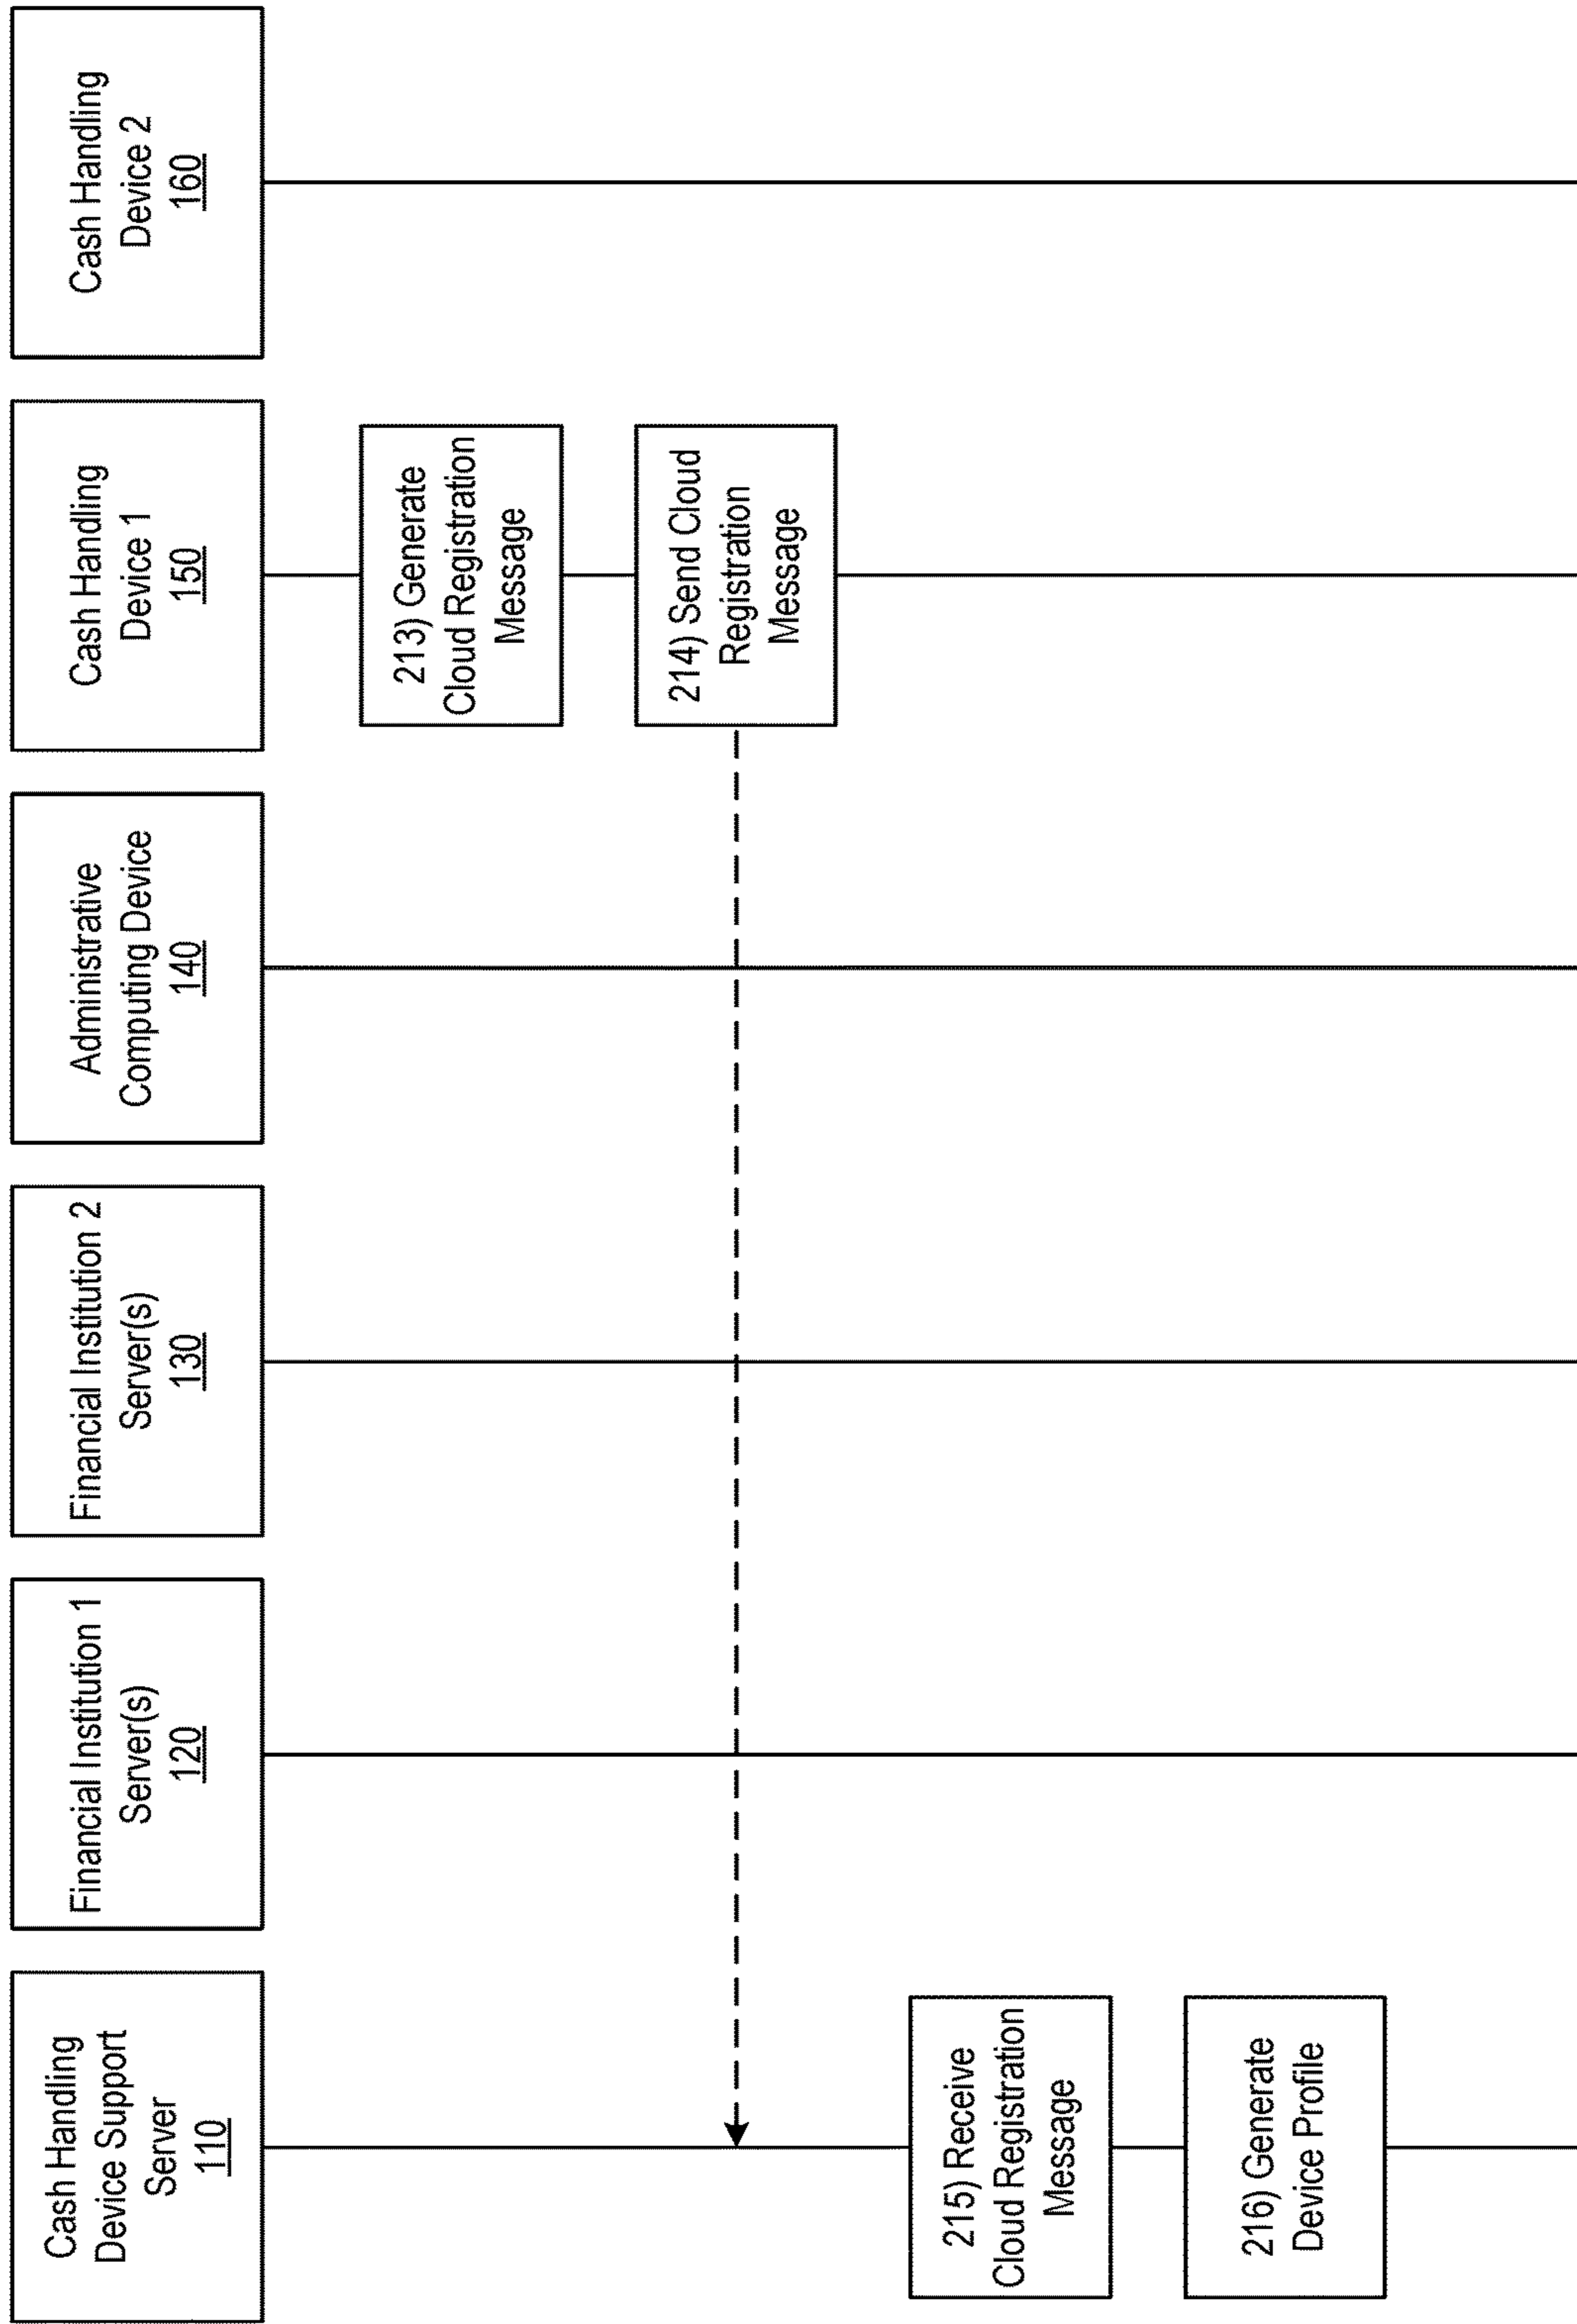 Cash Handling
Device Support
Server
110
Financial Institution 1
Server(s)
120
Financial Institution 2
Server(s)
130
Administrative
Computing Device
140
Cash Handling
Device 1
150
Cash Handling
Device 2
160
213) Generate
Cloud Registration
Message
214) Send Cloud
Registration
Message
215) Receive
Cloud Registration
Message
216) Generate
Device Profile